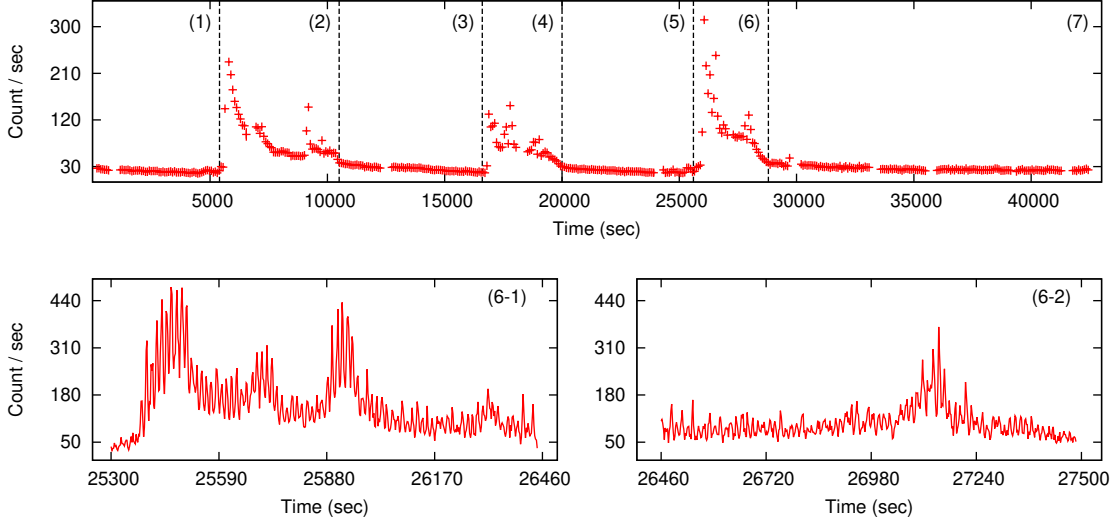 (1) (2) (3) (4) (5) (6) (7)
300
210
120
30
Count / sec
5000 10000 15000 20000 25000 30000 35000 40000
Time (sec)
(6-1)
440
310
180
50
Count / sec
25300 25590 25880 26170 26460
Time (sec)
(6-2)
440
310
180
50
26460 26720 26980 27240 27500
Time (sec)